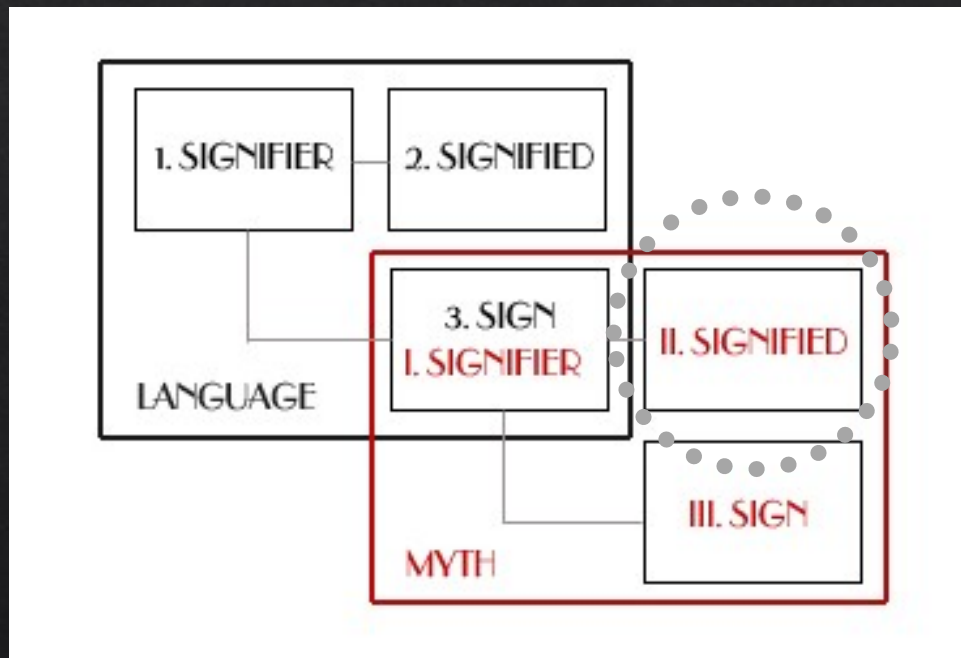 1. SIGNIFIER
2. SIGNIFIED
3. SIGN
I. SIGNIFIER
II. SIGNIFIED
LANGUAGE
III. SIGN
MYTH